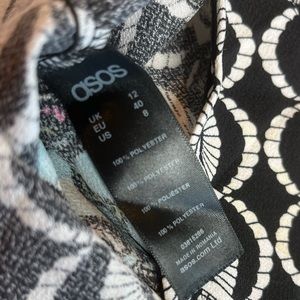 asos
UK 12
EU 40
US 8
100% POLYESTER
100% POLYESTER
100% POLIESTER
100% POLYESTER
MADE IN ROMANIA
asos.com Ltd